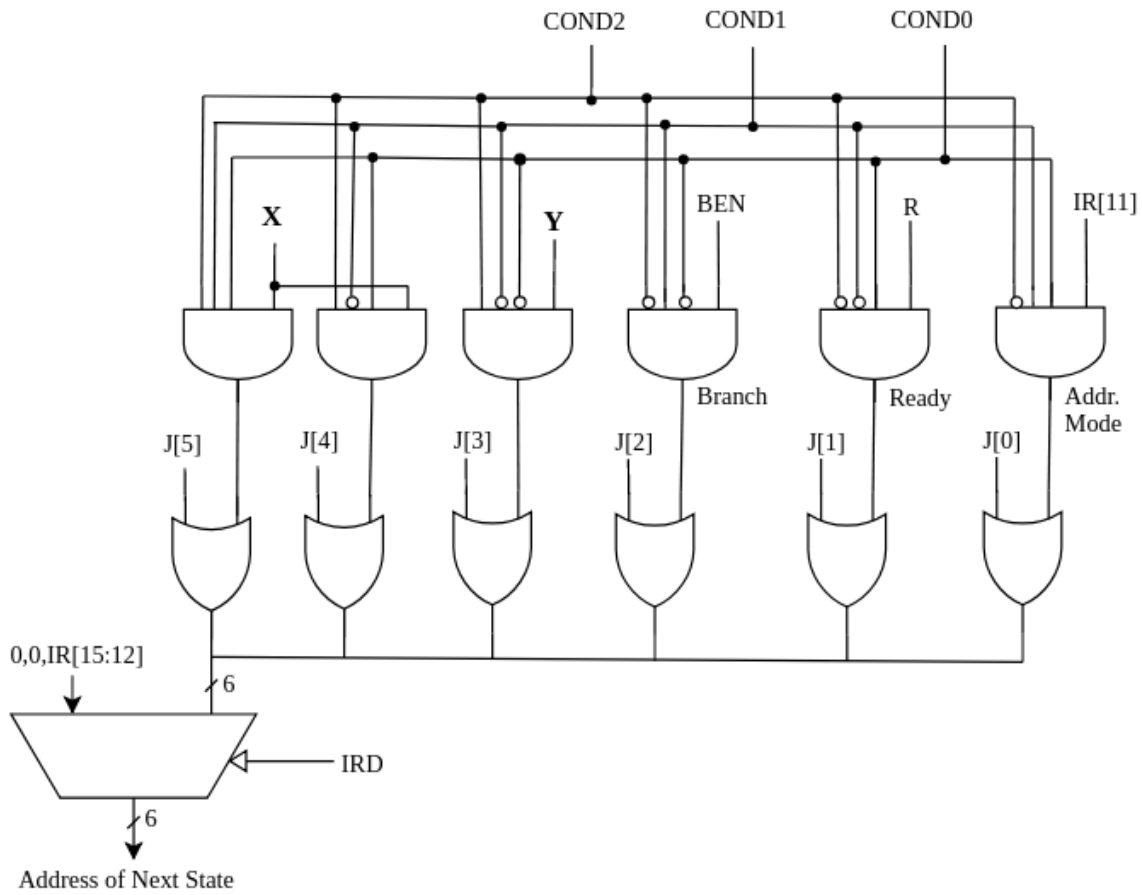 COND2
COND1
COND0
X
Y
BEN
R
IR[11]
Branch
Ready
Addr.
Mode
J[5]
J[4]
J[3]
J[2]
J[1]
J[0]
0,0,IR[15:12]
6
IRD
6
Address of Next State